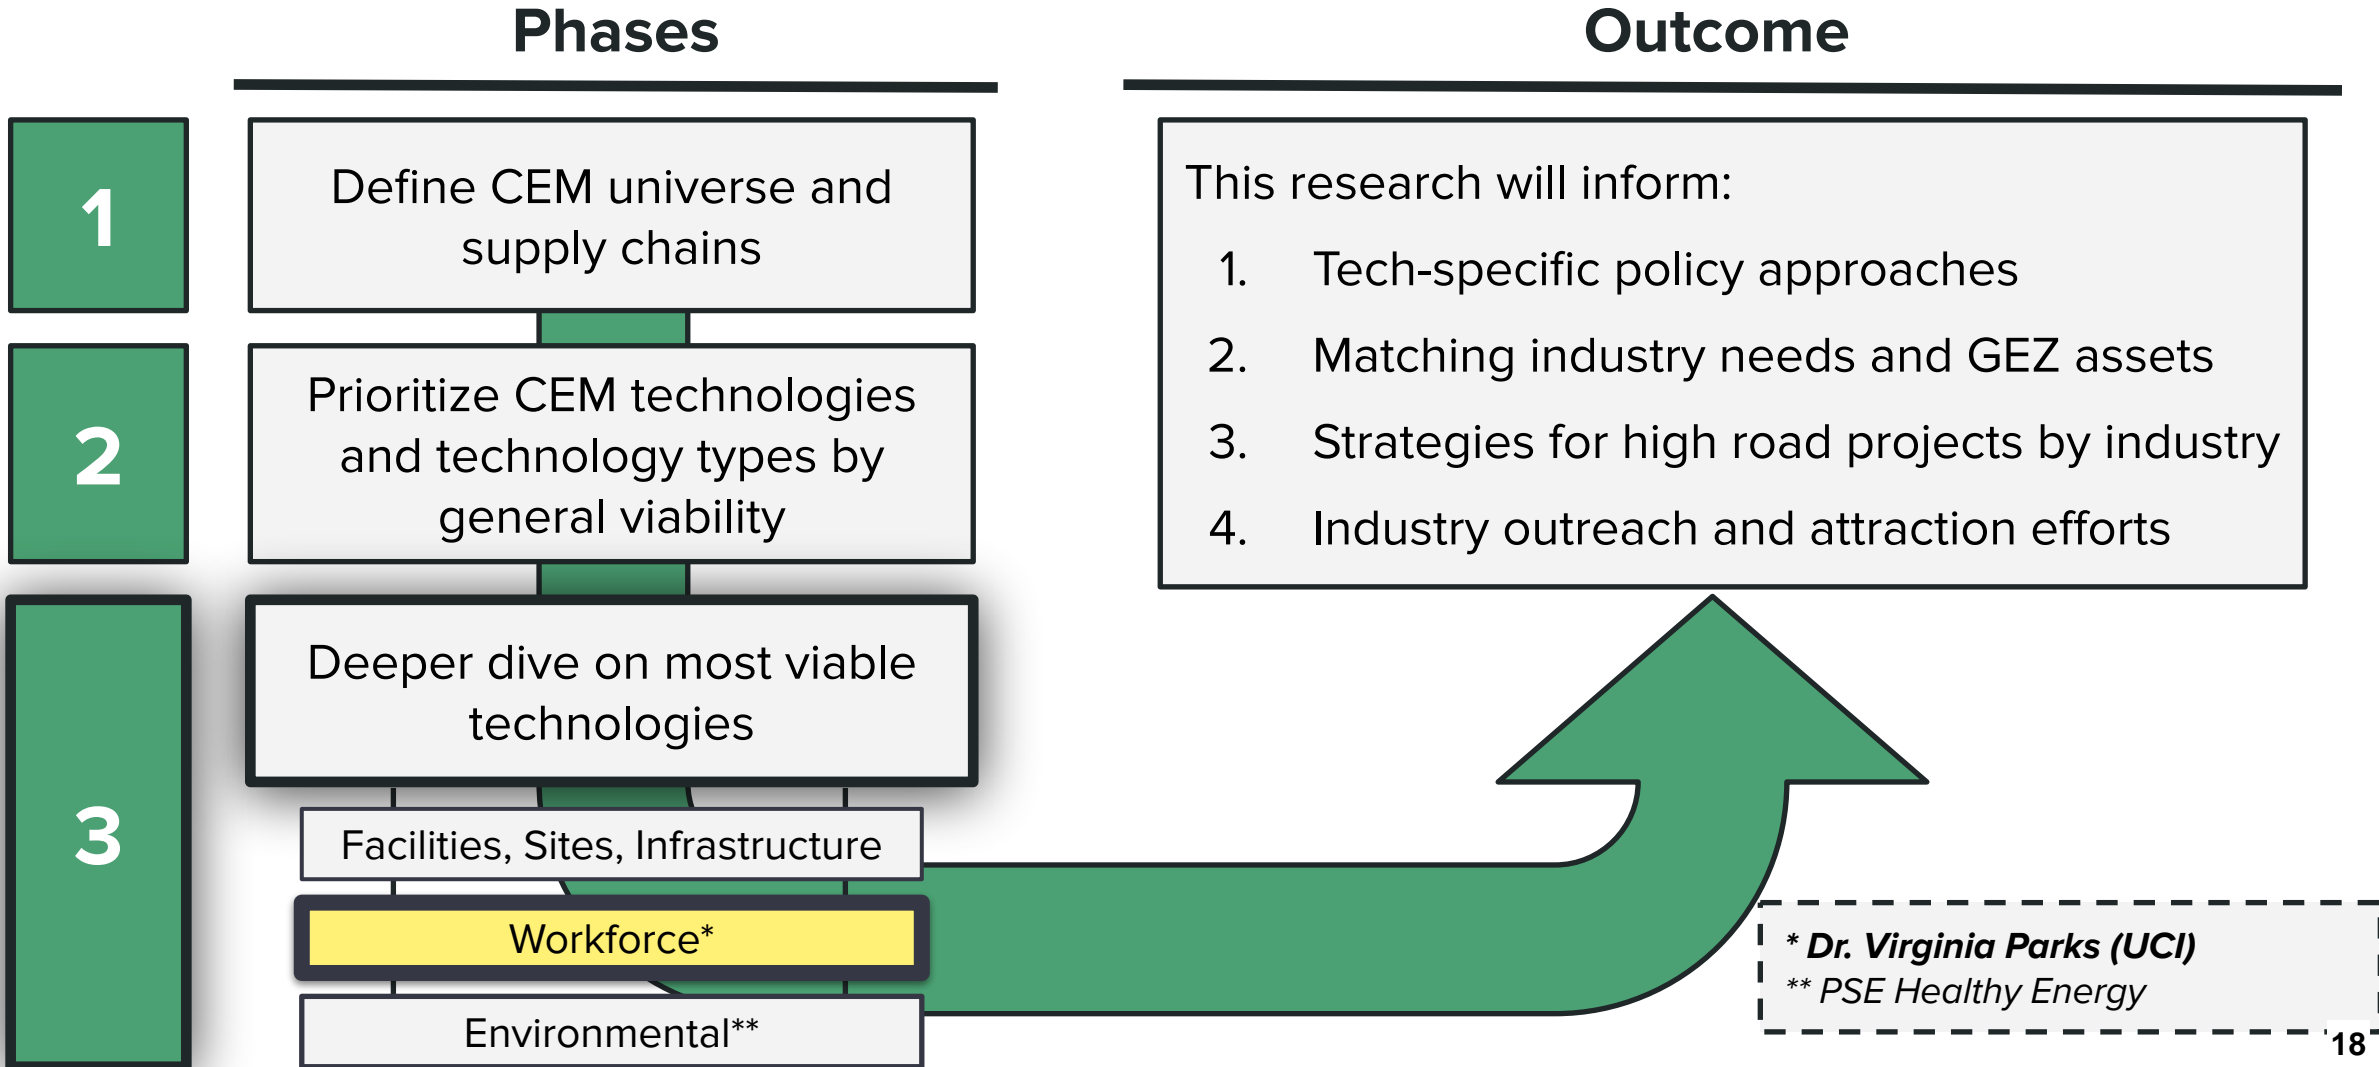 Phases
1
Define CEM universe and
supply chains
2
Prioritize CEM technologies
and technology types by
general viability
3
Deeper dive on most viable
technologies
Facilities, Sites, Infrastructure
Workforce*
Environmental**
Outcome
This research will inform:
1. Tech-specific policy approaches
2. Matching industry needs and GEZ assets
3. Strategies for high road projects by industry
4. Industry outreach and attraction efforts
* Dr. Virginia Parks (UCI)
** PSE Healthy Energy
18